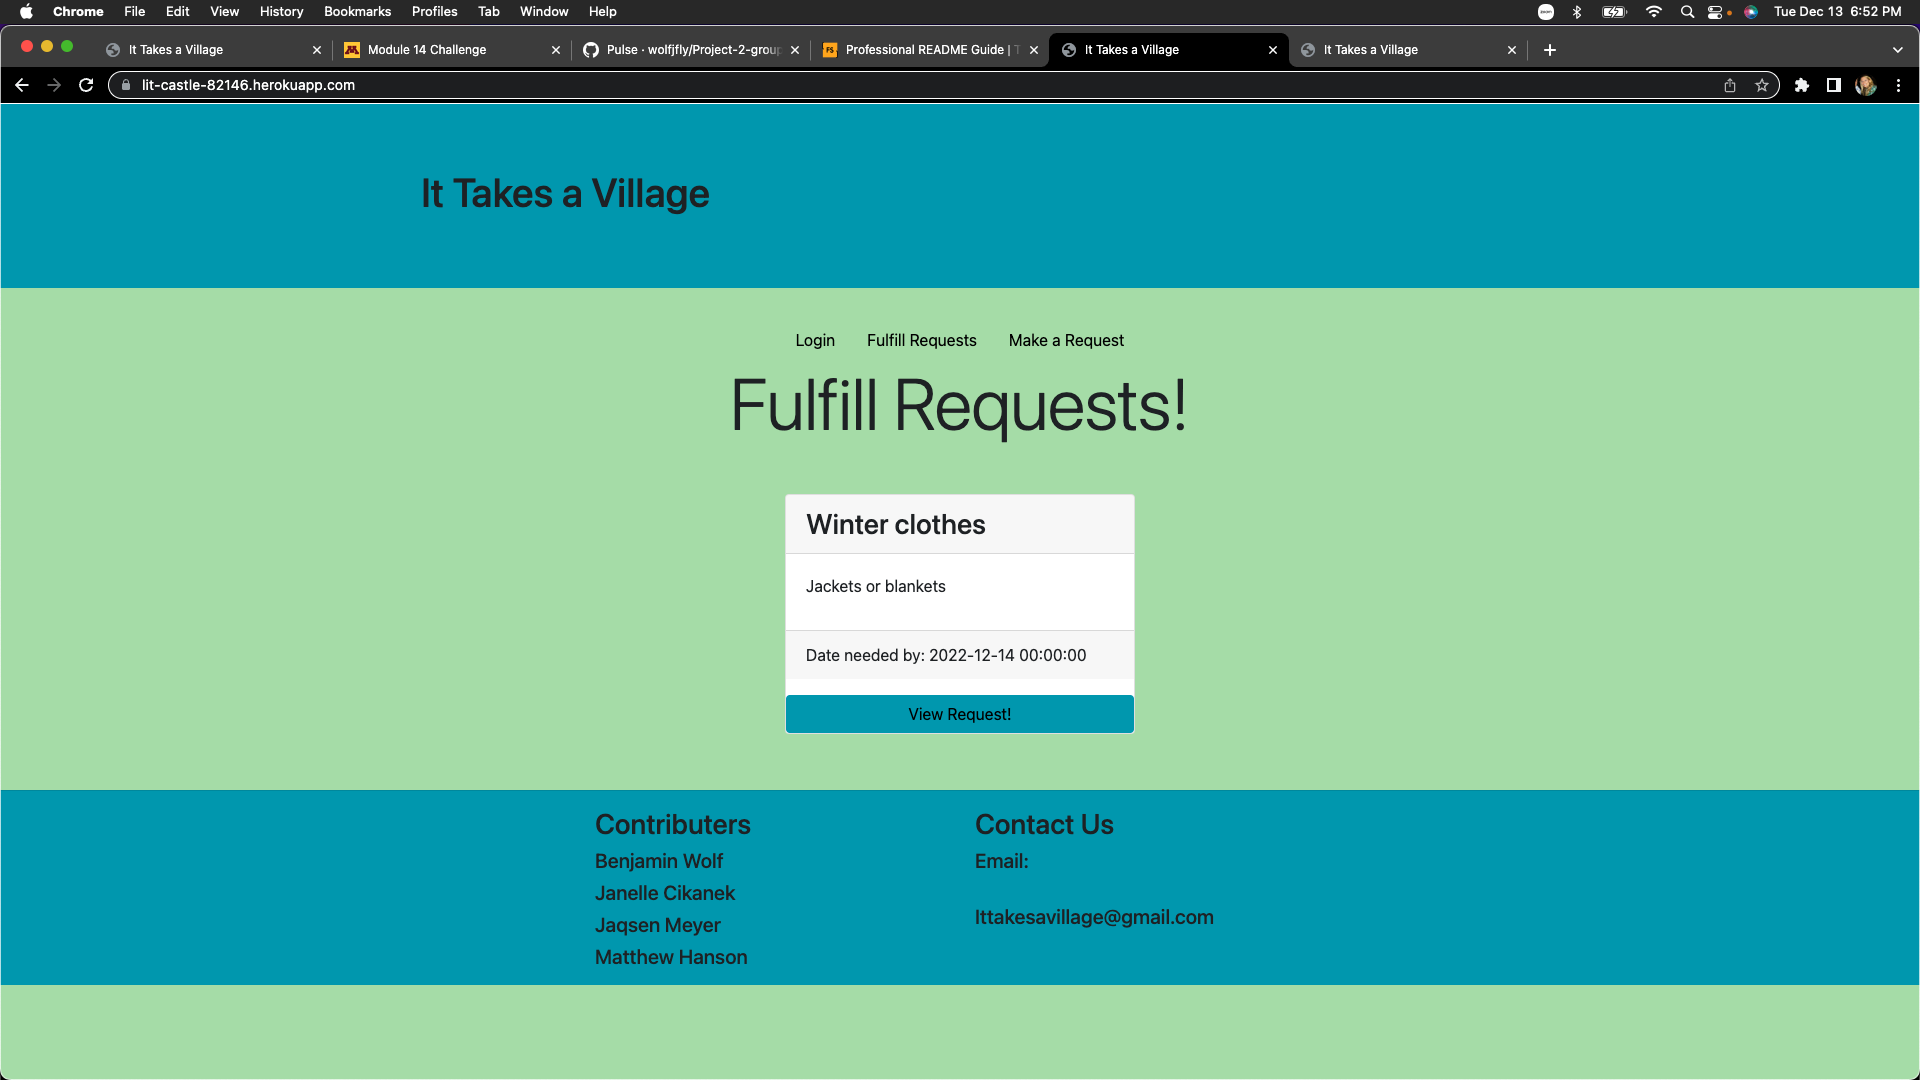 Chrome File Edit View History Bookmarks Profiles Tab Window Help Tue Dec 13 6:52 PM
It Takes a Village Module 14 Challenge Pulse · wolfjfly/Project-2-group Professional README Guide | T It Takes a Village It Takes a Village
lit-castle-82146.herokuapp.com
It Takes a Village
Login Fulfill Requests Make a Request
Fulfill Requests!
Winter clothes
Jackets or blankets
Date needed by: 2022-12-14 00:00:00
View Request!
Contributers
Benjamin Wolf
Janelle Cikanek
Jaqsen Meyer
Matthew Hanson
Contact Us
Email:
Ittakesavillage@gmail.com